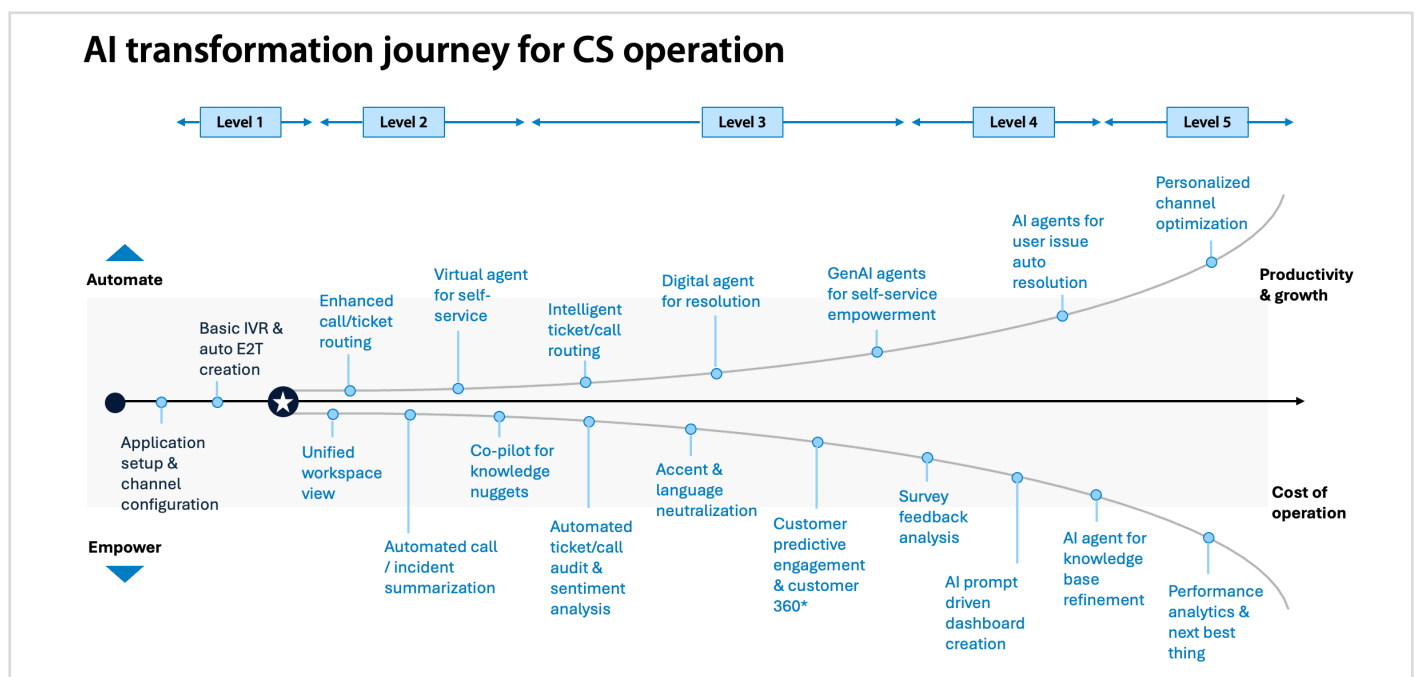 AI transformation journey for CS operation
Level 1
Level 2
Level 3
Level 4
Level 5
Automate
Basic IVR &
auto E2T
creation
Enhanced
call/ticket
routing
Virtual agent
for self-
service
Intelligent
ticket/call
routing
Digital agent
for resolution
GenAI agents
for self-service
empowerment
AI agents for
user issue
auto
resolution
Personalized
channel
optimization
Productivity
& growth
Application
setup &
channel
configuration
Unified
workspace
view
Automated call
/ incident
summarization
Co-pilot for
knowledge
nuggets
Automated
ticket/call
audit &
sentiment
analysis
Accent &
language
neutralization
Customer
predictive
engagement
& customer
360*
Survey
feedback
analysis
AI prompt
driven
dashboard
creation
AI agent for
knowledge
base
refinement
Performance
analytics &
next best
thing
Cost of
operation
Empower